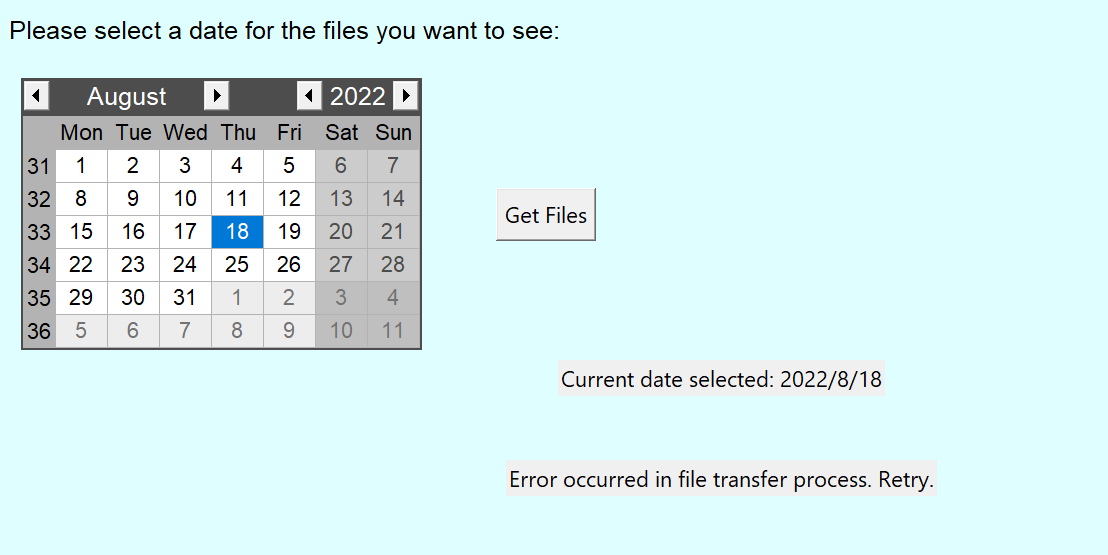 Please select a date for the files you want to see:
August 2022
Mon Tue Wed Thu Fri Sat Sun
31 1 2 3 4 5 6 7
32 8 9 10 11 12 13 14
33 15 16 17 18 19 20 21
34 22 23 24 25 26 27 28
35 29 30 31 1 2 3 4
36 5 6 7 8 9 10 11
Get Files
Current date selected: 2022/8/18
Error occurred in file transfer process. Retry.